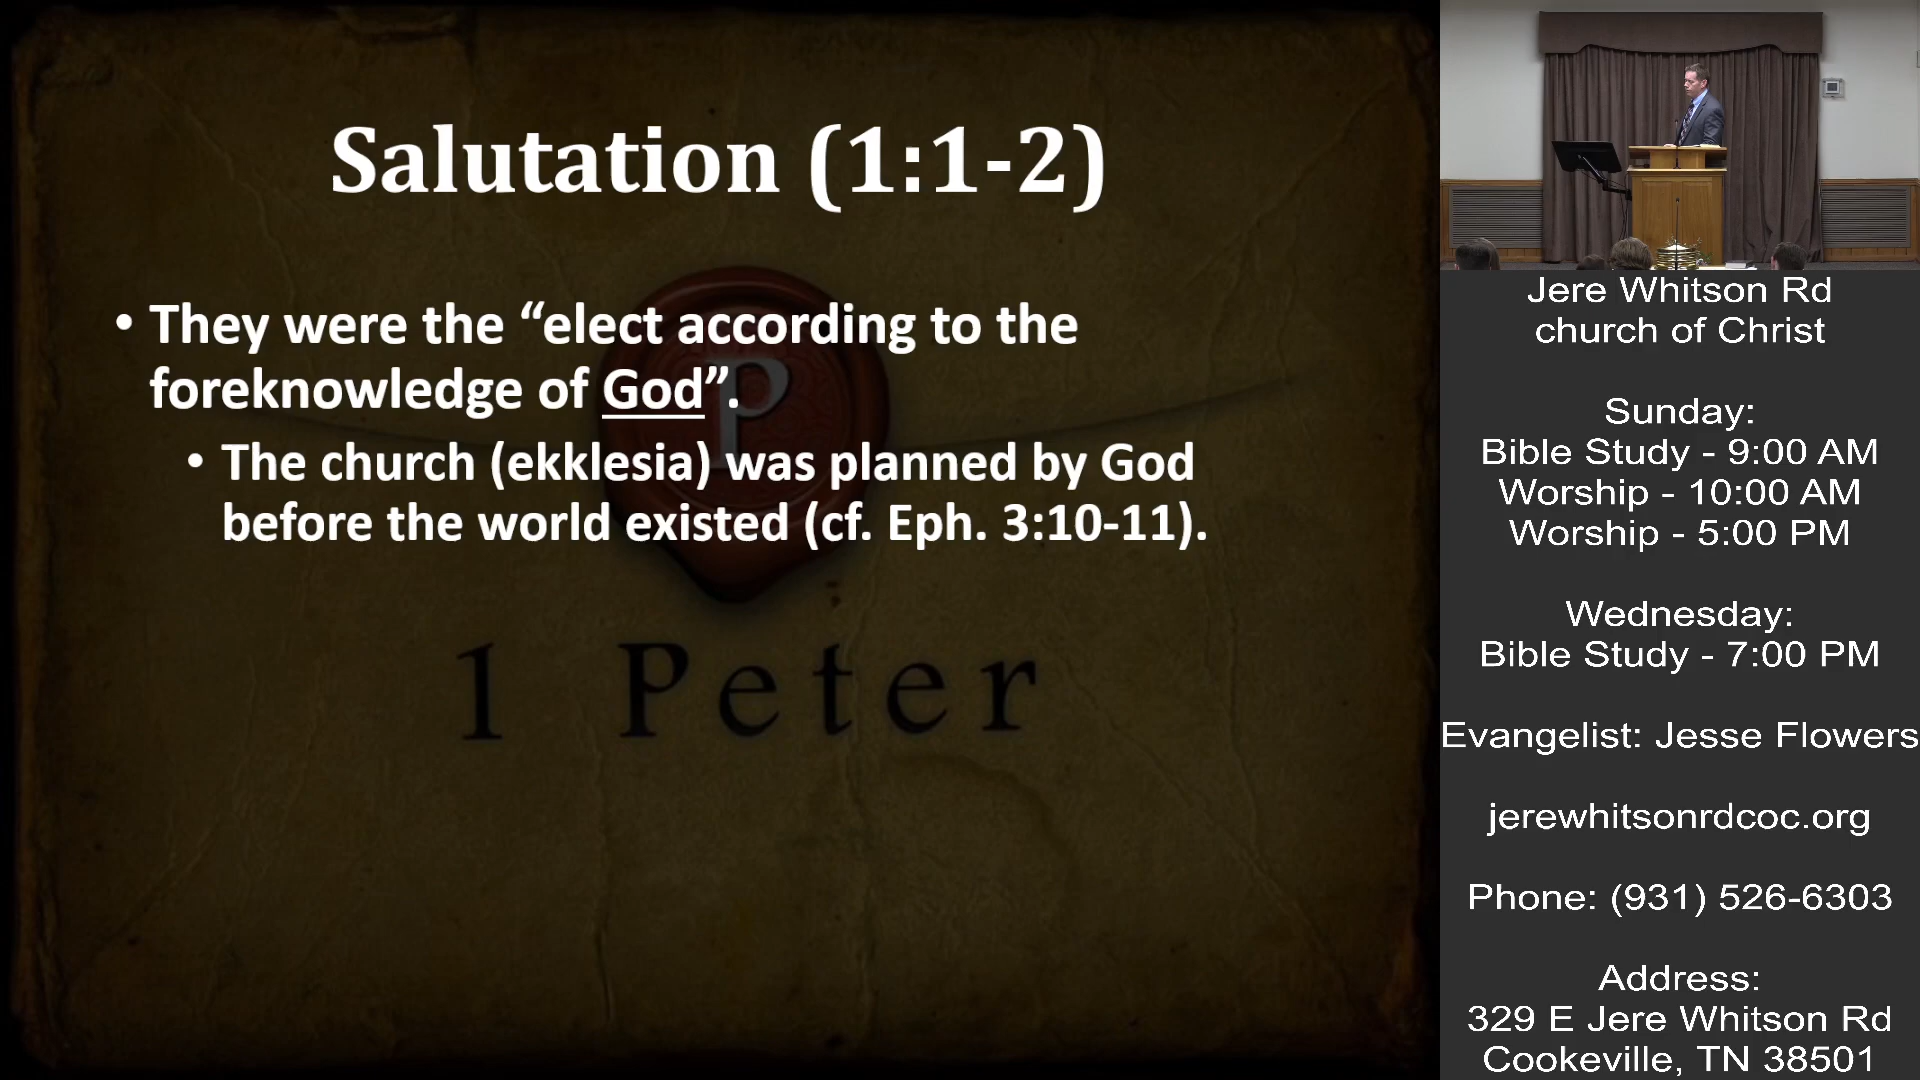 Salutation (1:1-2)
• They were the “elect according to the
foreknowledge of God”.
• The church (ekklesia) was planned by God
before the world existed (cf. Eph. 3:10-11).
P
1 Peter
Jere Whitson Rd
church of Christ
Sunday:
Bible Study - 9:00 AM
Worship - 10:00 AM
Worship - 5:00 PM
Wednesday:
Bible Study - 7:00 PM
Evangelist: Jesse Flowers
jerewhitsonrdcoc.org
Phone: (931) 526-6303
Address:
329 E Jere Whitson Rd
Cookeville, TN 38501